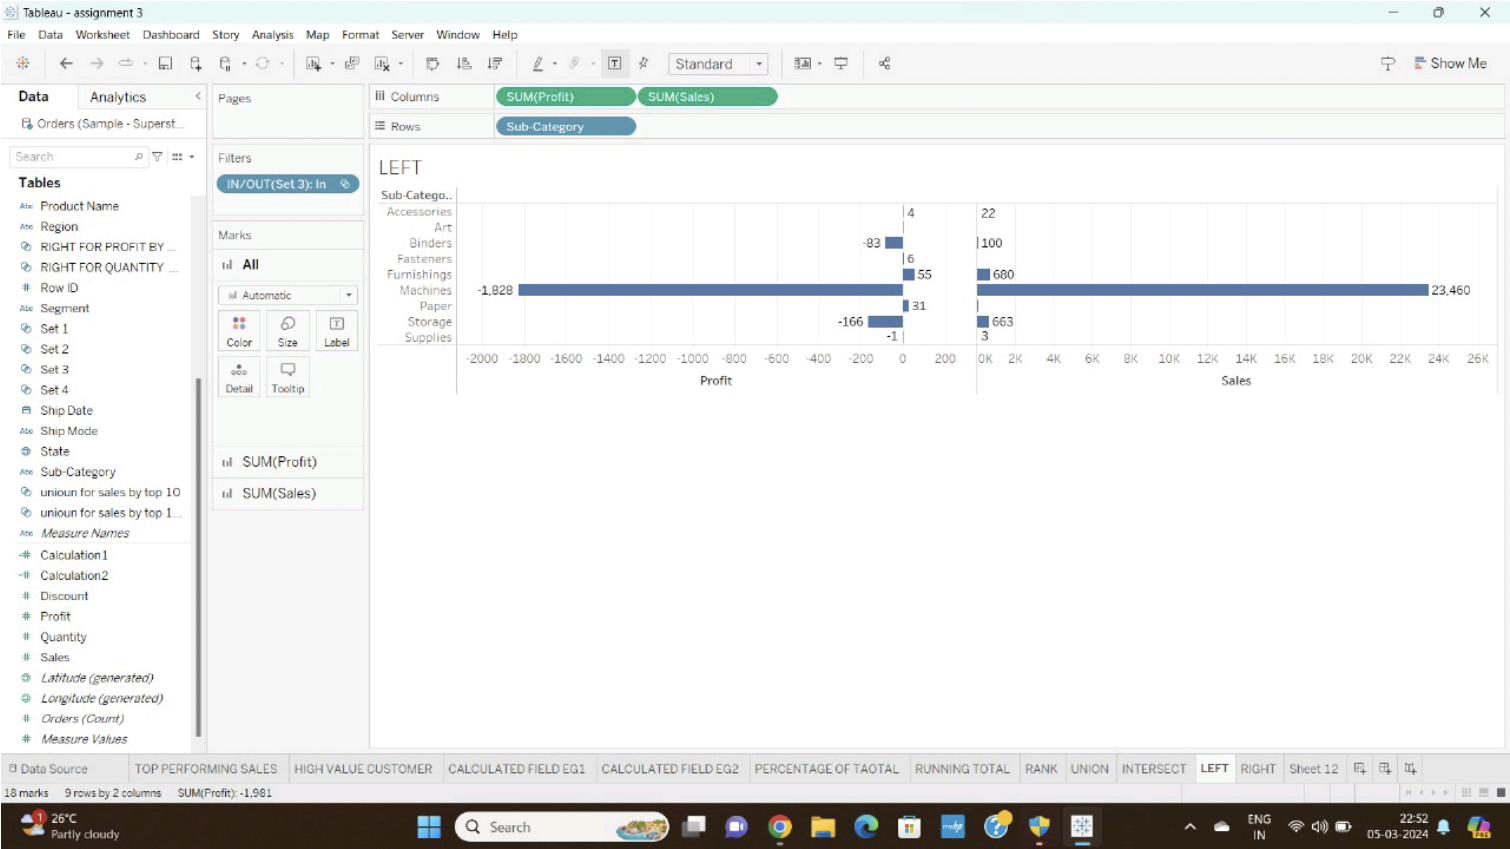 Tableau - assignment 3
File Data Worksheet Dashboard Story Analysis Map Format Server Window Help
Standard
Show Me
Data Analytics
Orders (Sample - Superst...
Search
Tables
Product Name
Region
RIGHT FOR PROFIT BY ...
RIGHT FOR QUANTITY ...
Row ID
Segment
Set 1
Set 2
Set 3
Set 4
Ship Date
Ship Mode
State
Sub-Category
unioun for sales by top 10
unioun for sales by top 1...
Measure Names
Calculation1
Calculation2
Discount
Profit
Quantity
Sales
Latitude (generated)
Longitude (generated)
Orders (Count)
Measure Values
Pages
Filters
IN/OUT(Set 3): In
Marks
All
Automatic
Color Size Label
Detail Tooltip
SUM(Profit)
SUM(Sales)
Columns SUM(Profit) SUM(Sales)
Rows Sub-Category
LEFT
Sub-Catego..
Accessories 4 22
Art
Binders -83 100
Fasteners 6
Furnishings 55 680
Machines -1,828 23,460
Paper 31
Storage -166 663
Supplies -1 3
-2000 -1800 -1600 -1400 -1200 -1000 -800 -600 -400 -200 0 200 0K 2K 4K 6K 8K 10K 12K 14K 16K 18K 20K 22K 24K 26K
Profit Sales
Data Source TOP PERFORMING SALES HIGH VALUE CUSTOMER CALCULATED FIELD EG1 CALCULATED FIELD EG2 PERCENTAGE OF TAOTAL RUNNING TOTAL RANK UNION INTERSECT LEFT RIGHT Sheet 12
18 marks 9 rows by 2 columns SUM(Profit): -1,981
1 26°C
Partly cloudy
Search
ENG
IN
22:52
05-03-2024